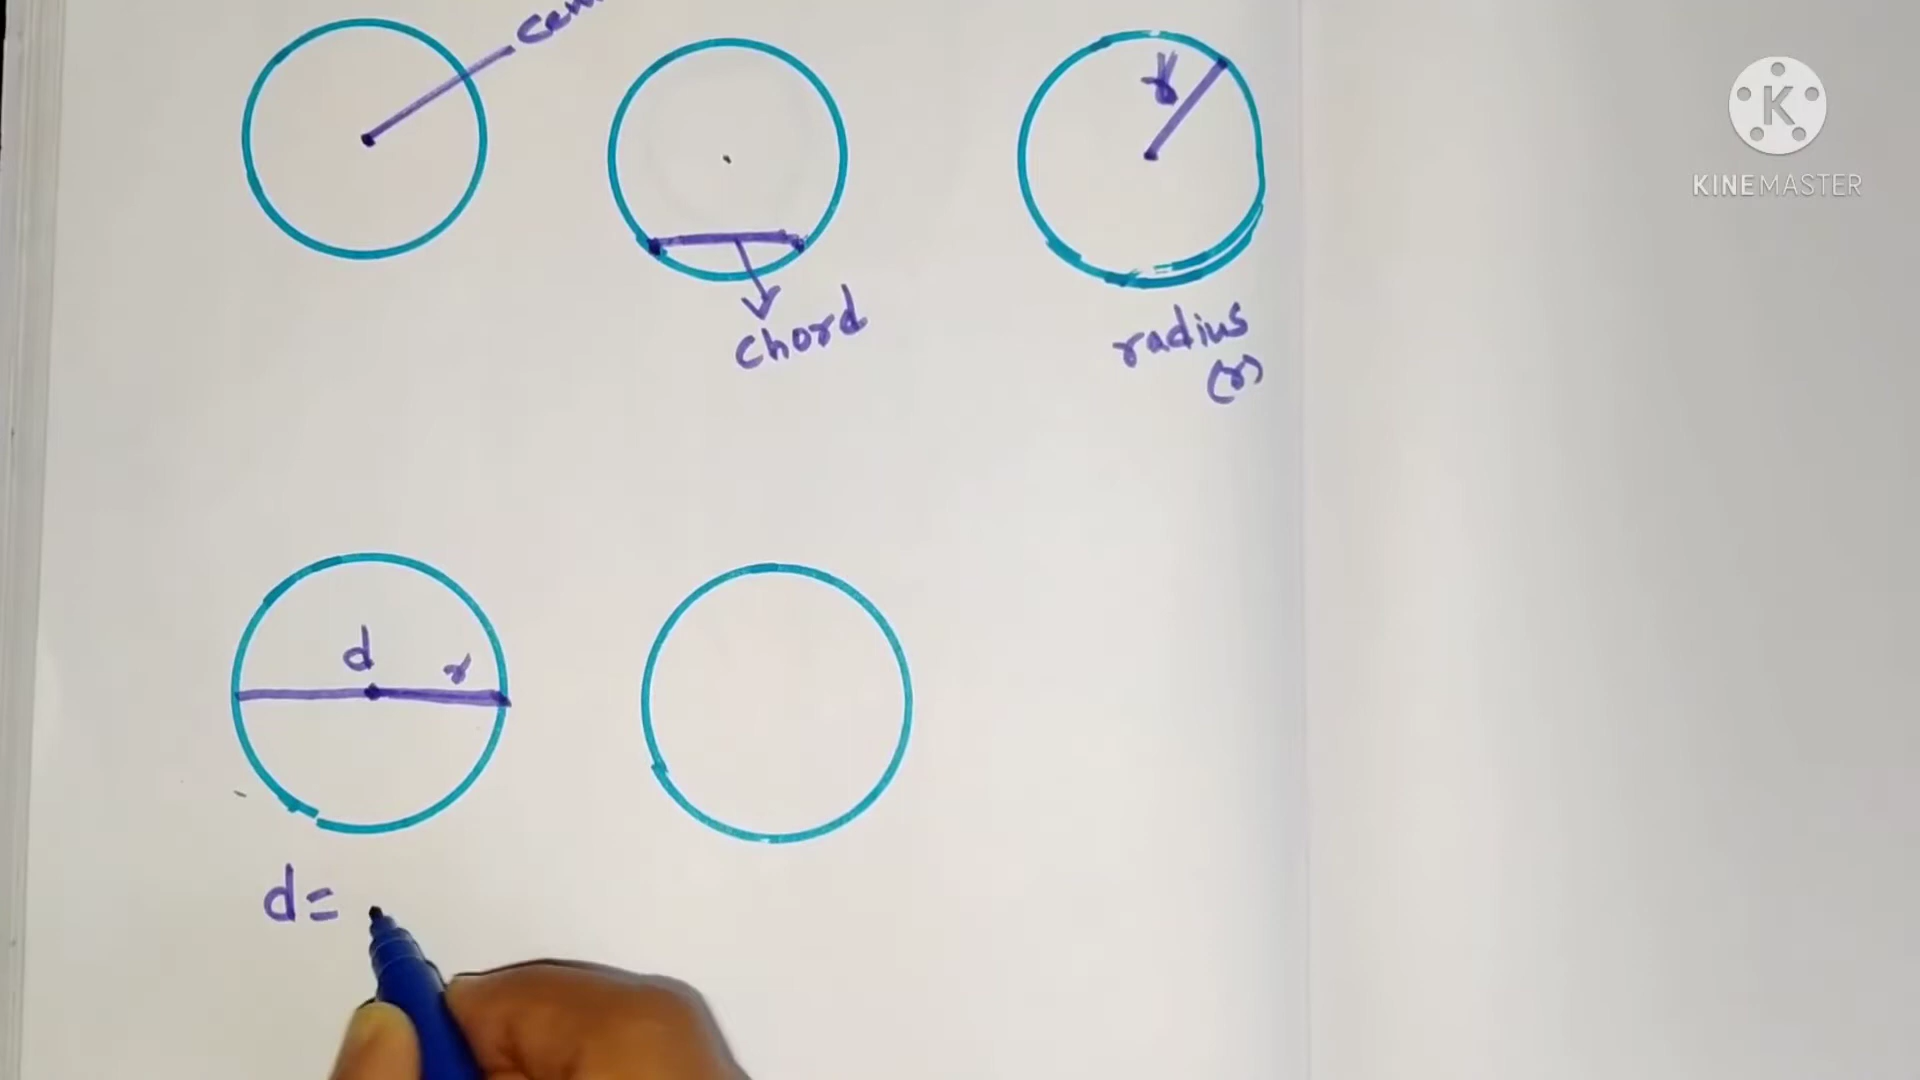 r
chord
radius
(r)
d r
d=
K
KINEMASTER